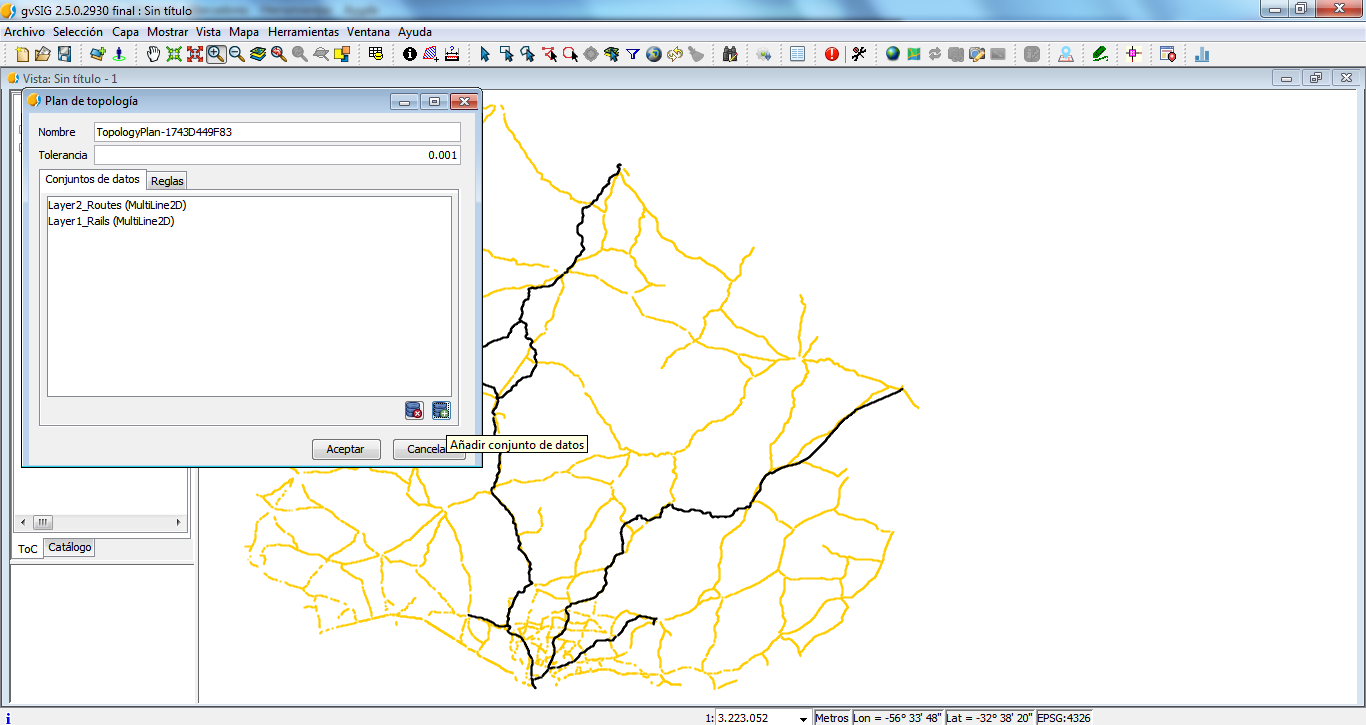 gvSIG 2.5.0.2930 final : Sin título
Archivo Selección Capa Mostrar Vista Mapa Herramientas Ventana Ayuda
Vista: Sin título - 1
Plan de topología
Nombre TopologyPlan-1743D449F83
Tolerancia 0.001
Conjuntos de datos Reglas
Layer2_Routes (MultiLine2D)
Layer1_Rails (MultiLine2D)
Aceptar Cancela
Añadir conjunto de datos
ToC Catálogo
1: 3.223.052 Metros Lon = -56° 33' 48" Lat = -32° 38' 20" EPSG:4326